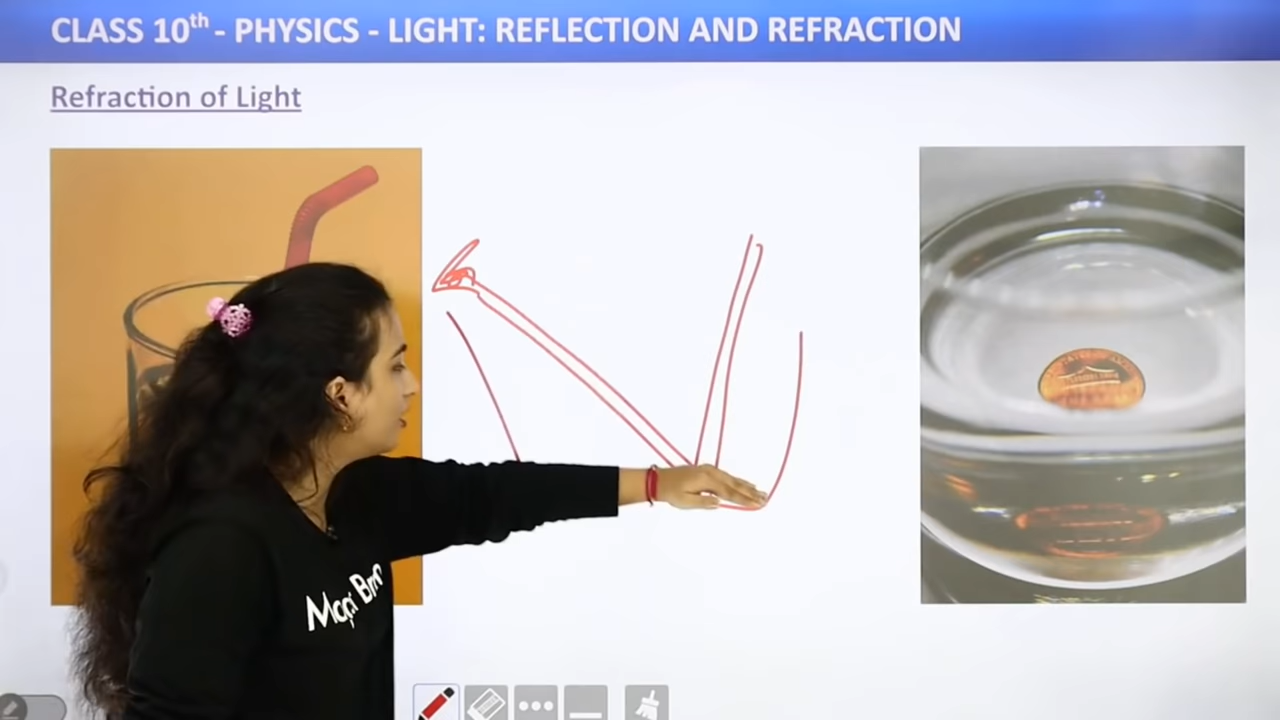 CLASS 10th - PHYSICS - LIGHT: REFLECTION AND REFRACTION
Refraction of Light